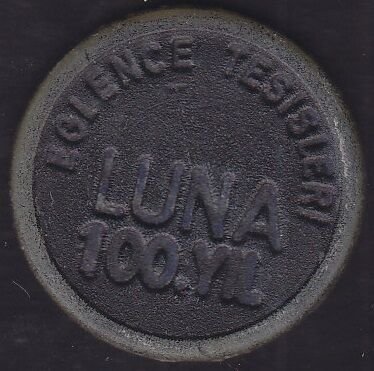 EĞLENCE TESİSLERİ
LUNA
100.YIL